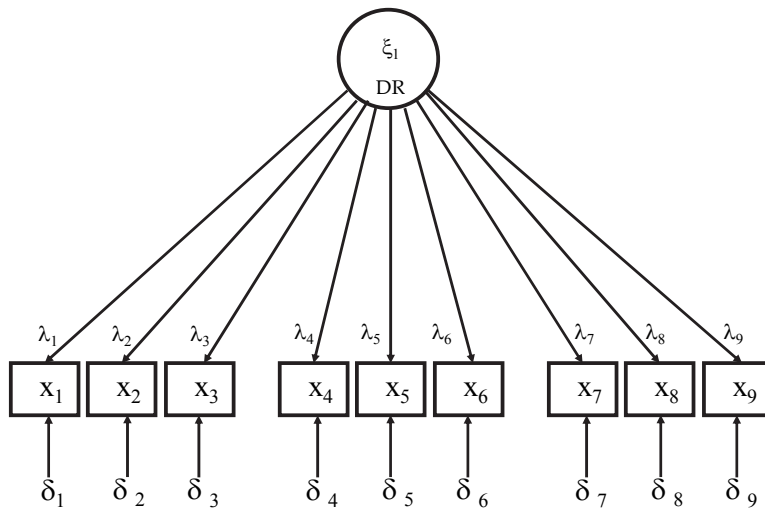 ξ₁
DR
λ₁ λ₂ λ₃ λ₄ λ₅ λ₆ λ₇ λ₈ λ₉
x₁ x₂ x₃ x₄ x₅ x₆ x₇ x₈ x₉
δ₁ δ₂ δ₃ δ₄ δ₅ δ₆ δ₇ δ₈ δ₉